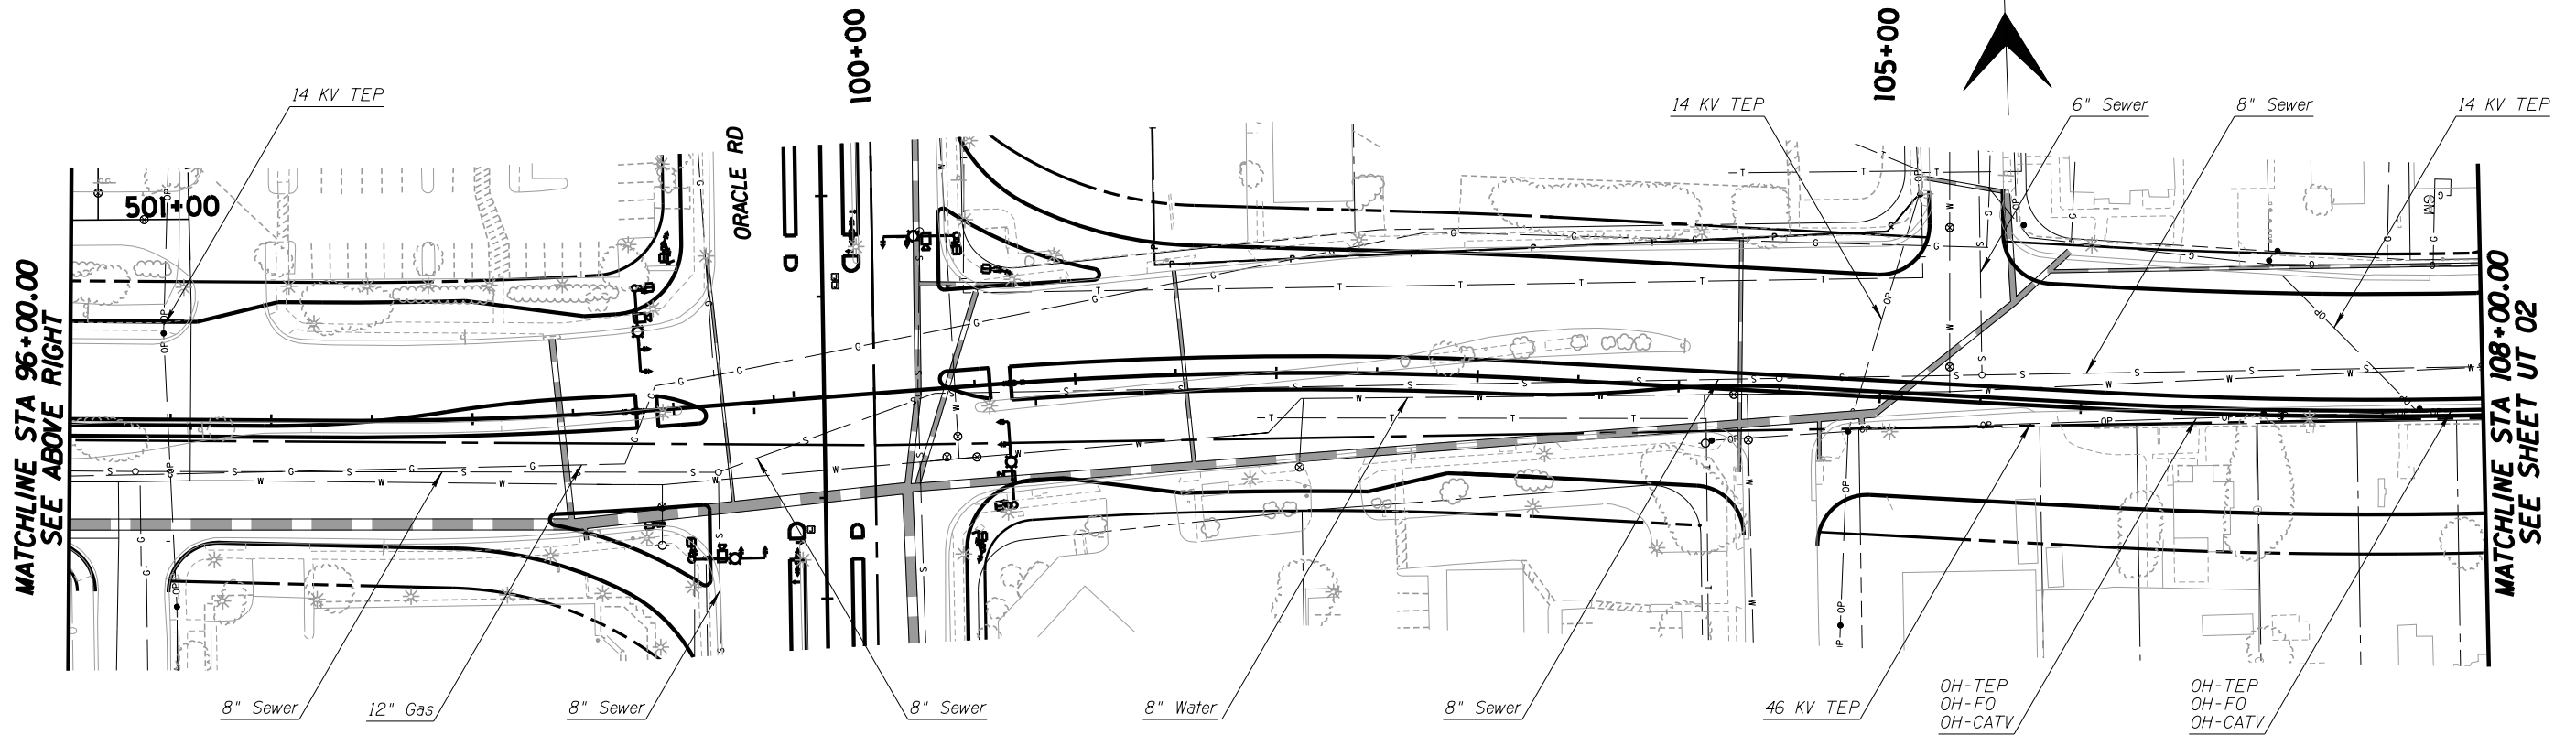 14 KV TEP
ORACLE RD
100+00
14 KV TEP
105+00
6" Sewer
8" Sewer
14 KV TEP
501+00
GM
MATCHLINE STA 96+00.00
SEE ABOVE RIGHT
MATCHLINE STA 108+00.00
SEE SHEET UT 02
8" Sewer
12" Gas
8" Sewer
8" Sewer
8" Water
8" Sewer
46 KV TEP
OH-TEP
OH-FO
OH-CATV
OH-TEP
OH-FO
OH-CATV